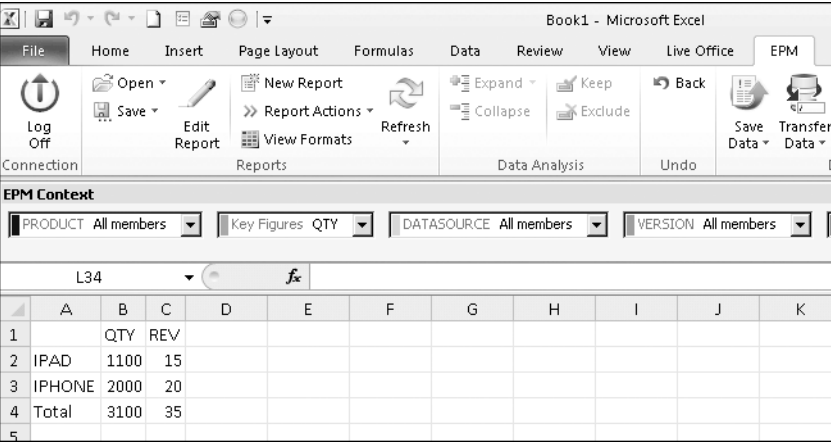 Book1 - Microsoft Excel
File Home Insert Page Layout Formulas Data Review View Live Office EPM
Log Off
Open
Save
Edit Report
New Report
Report Actions
View Formats
Refresh
Expand
Collapse
Keep
Exclude
Back
Save Data
Transfer Data
Connection Reports Data Analysis Undo
EPM Context
PRODUCT All members Key Figures QTY DATASOURCE All members VERSION All members
L34 fx
A B C D E F G H I J K
1 QTY REV
2 IPAD 1100 15
3 IPHONE 2000 20
4 Total 3100 35
5